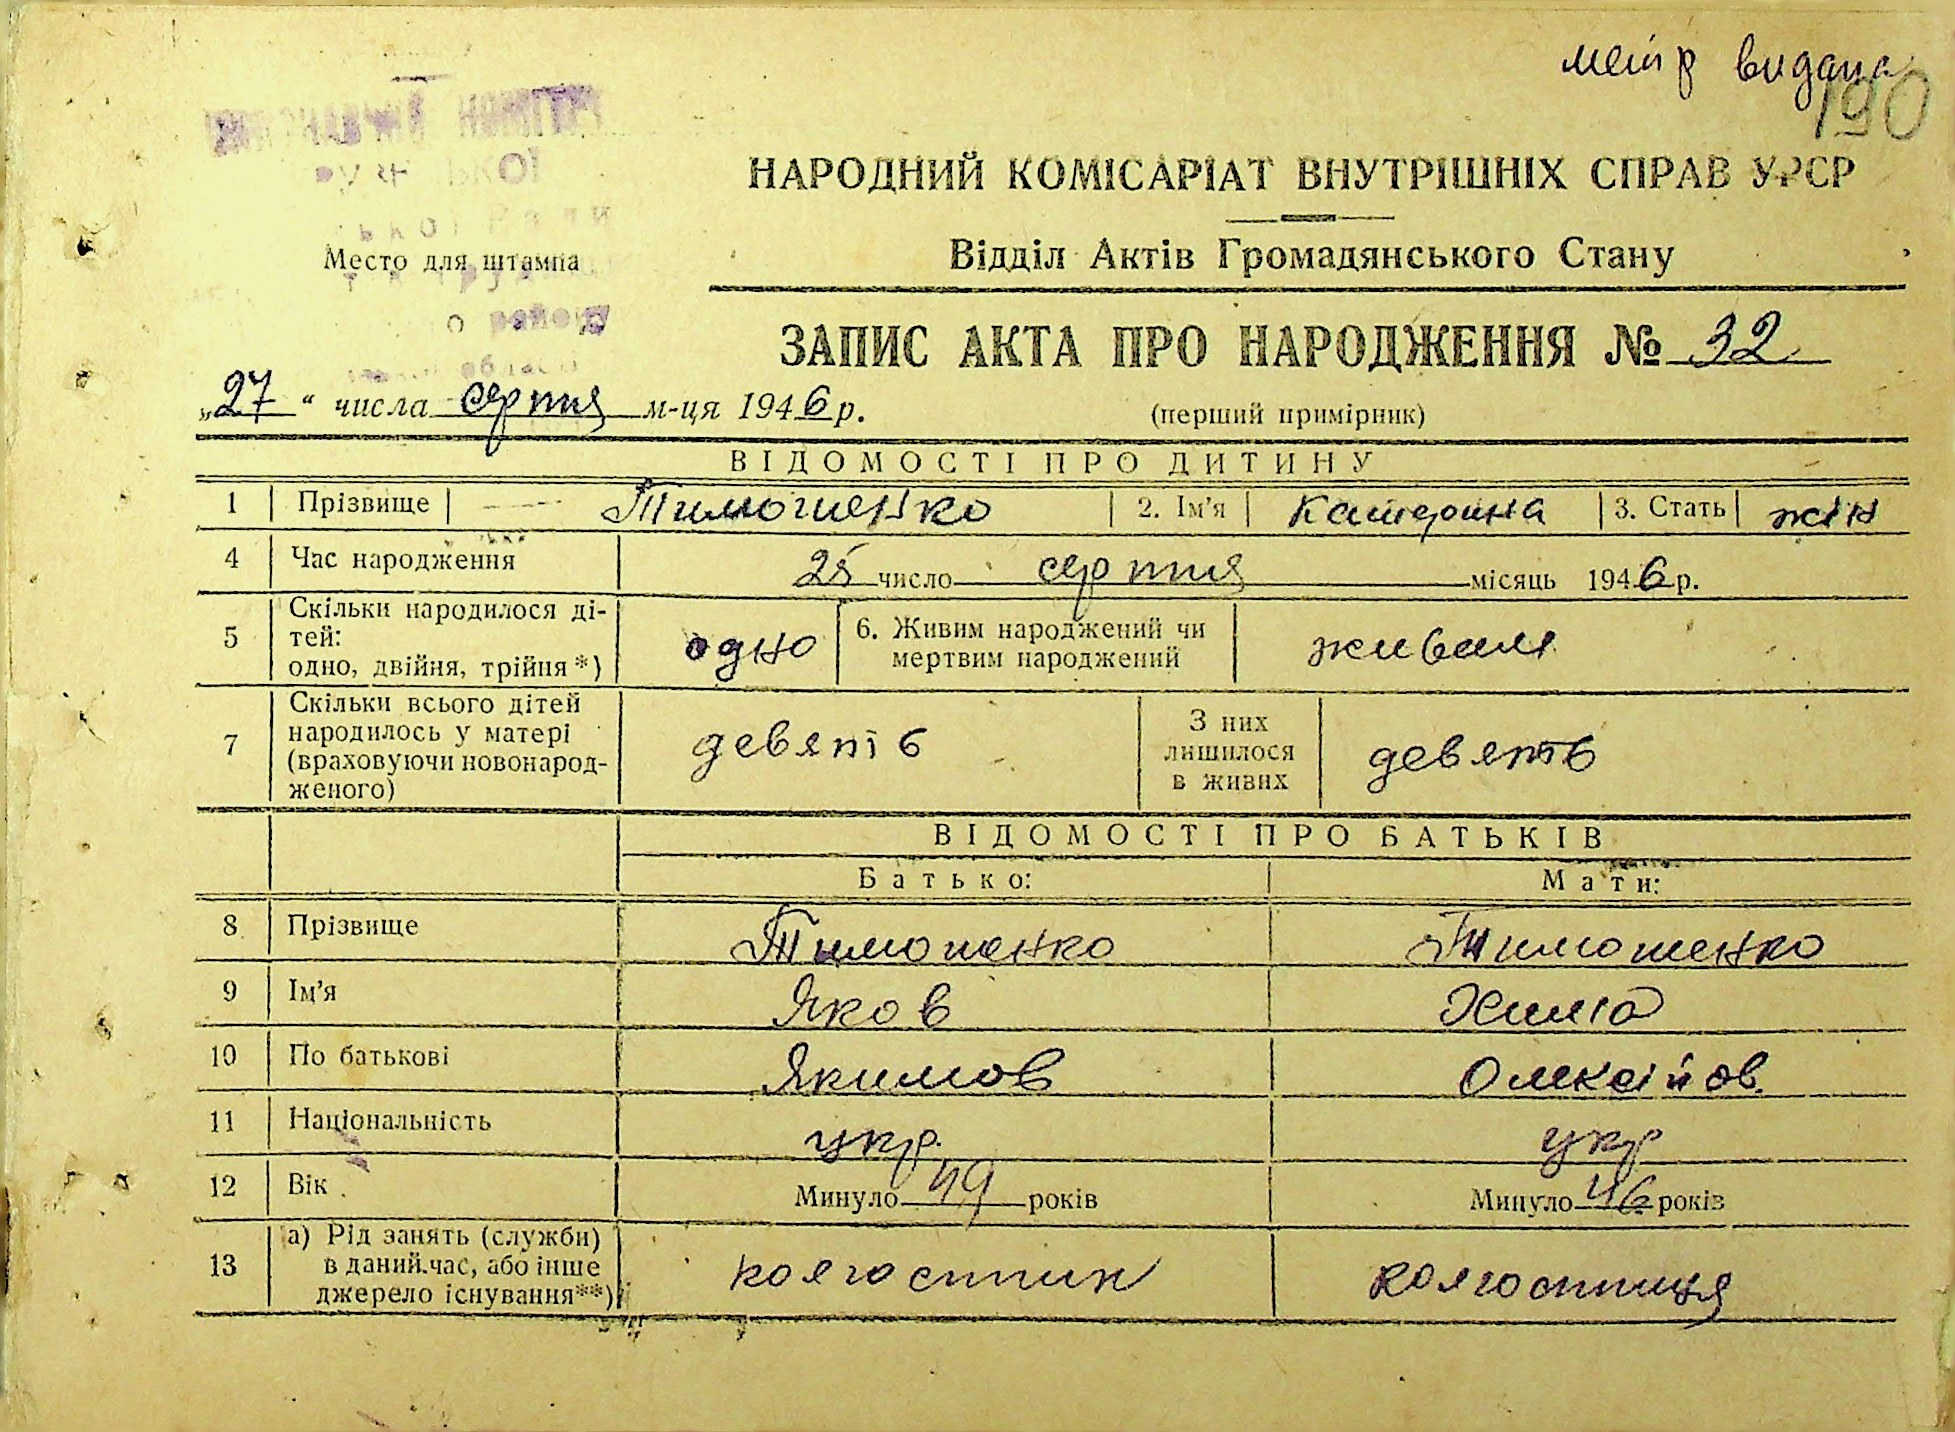 метр видана
190
НАРОДНИЙ КОМІСАРІАТ ВНУТРІШНІХ СПРАВ УРСР
Відділ Актів Громадянського Стану
Место для штампа
ЗАПИС АКТА ПРО НАРОДЖЕННЯ № 32
„27“ числа серпня м-ця 1946 р.
(перший примірник)
ВІДОМОСТІ ПРО ДИТИНУ
1 Прізвище Тимошенко 2. Ім'я Катерина 3. Стать жін
4 Час народження 25 число серпня місяць 1946 р.
5 Скільки народилося ді-
тей:
одно, двійня, трійня*) одно 6. Живим народжений чи
мертвим народжений живим
7 Скільки всього дітей
народилось у матері
(враховуючи новонарод-
женого) девять З них
лишилося
в живих девять
ВІДОМОСТІ ПРО БАТЬКІВ
Батько: Мати:
8 Прізвище Тимошенко Тимошенко
9 Ім'я Яков Химіа
10 По батькові Якимов Олексійов.
11 Національність укр. укр
12 Вік Минуло 49 років Минуло 46 років
13 а) Рід занять (служби)
в даний час, або інше
джерело існування**) колгоспник колгоспниця